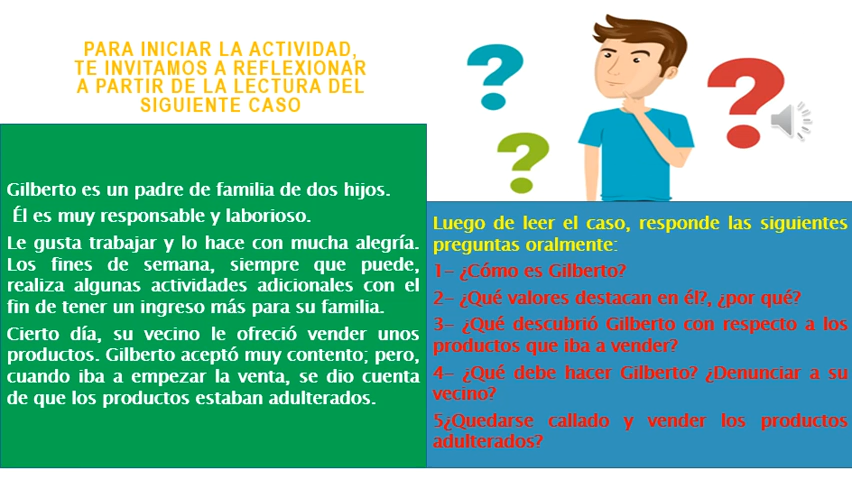 PARA INICIAR LA ACTIVIDAD,
TE INVITAMOS A REFLEXIONAR
A PARTIR DE LA LECTURA DEL
SIGUIENTE CASO
Gilberto es un padre de familia de dos hijos.
Él es muy responsable y laborioso.
Le gusta trabajar y lo hace con mucha alegría.
Los fines de semana, siempre que puede,
realiza algunas actividades adicionales con el
fin de tener un ingreso más para su familia.
Cierto día, su vecino le ofreció vender unos
productos. Gilberto aceptó muy contento; pero,
cuando iba a empezar la venta, se dio cuenta
de que los productos estaban adulterados.
Luego de leer el caso, responde las siguientes
preguntas oralmente:
1- ¿Cómo es Gilberto?
2- ¿Qué valores destacan en él?, ¿por qué?
3- ¿Qué descubrió Gilberto con respecto a los
productos que iba a vender?
4- ¿Qué debe hacer Gilberto? ¿Denunciar a su
vecino?
5¿Quedarse callado y vender los productos
adulterados?